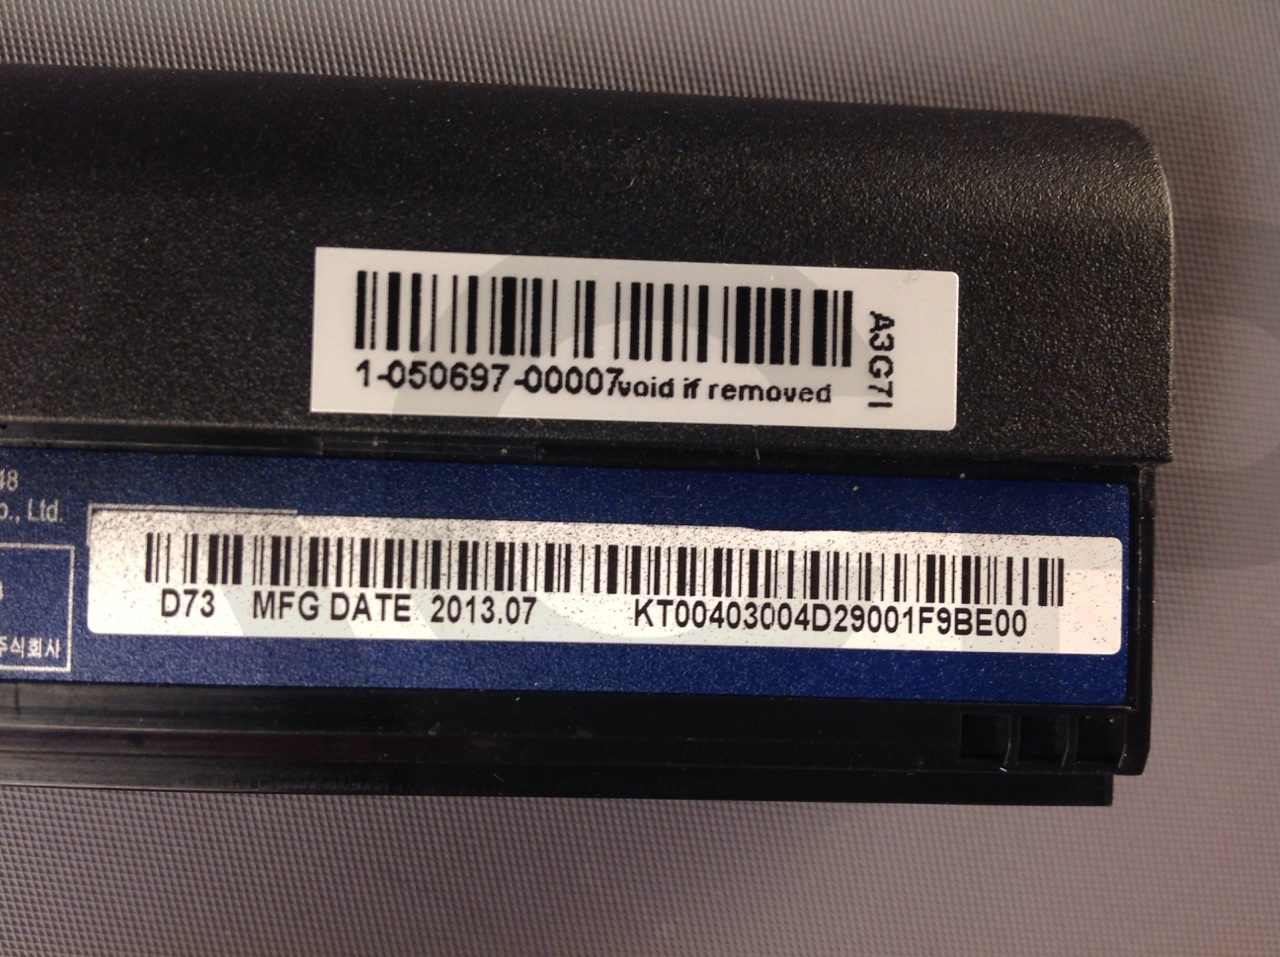 1-050697-00007void if removed
A3G7I
48
o., Ltd.
D73 MFG DATE 2013.07 KT00403004D29001F9BE00
주식회사